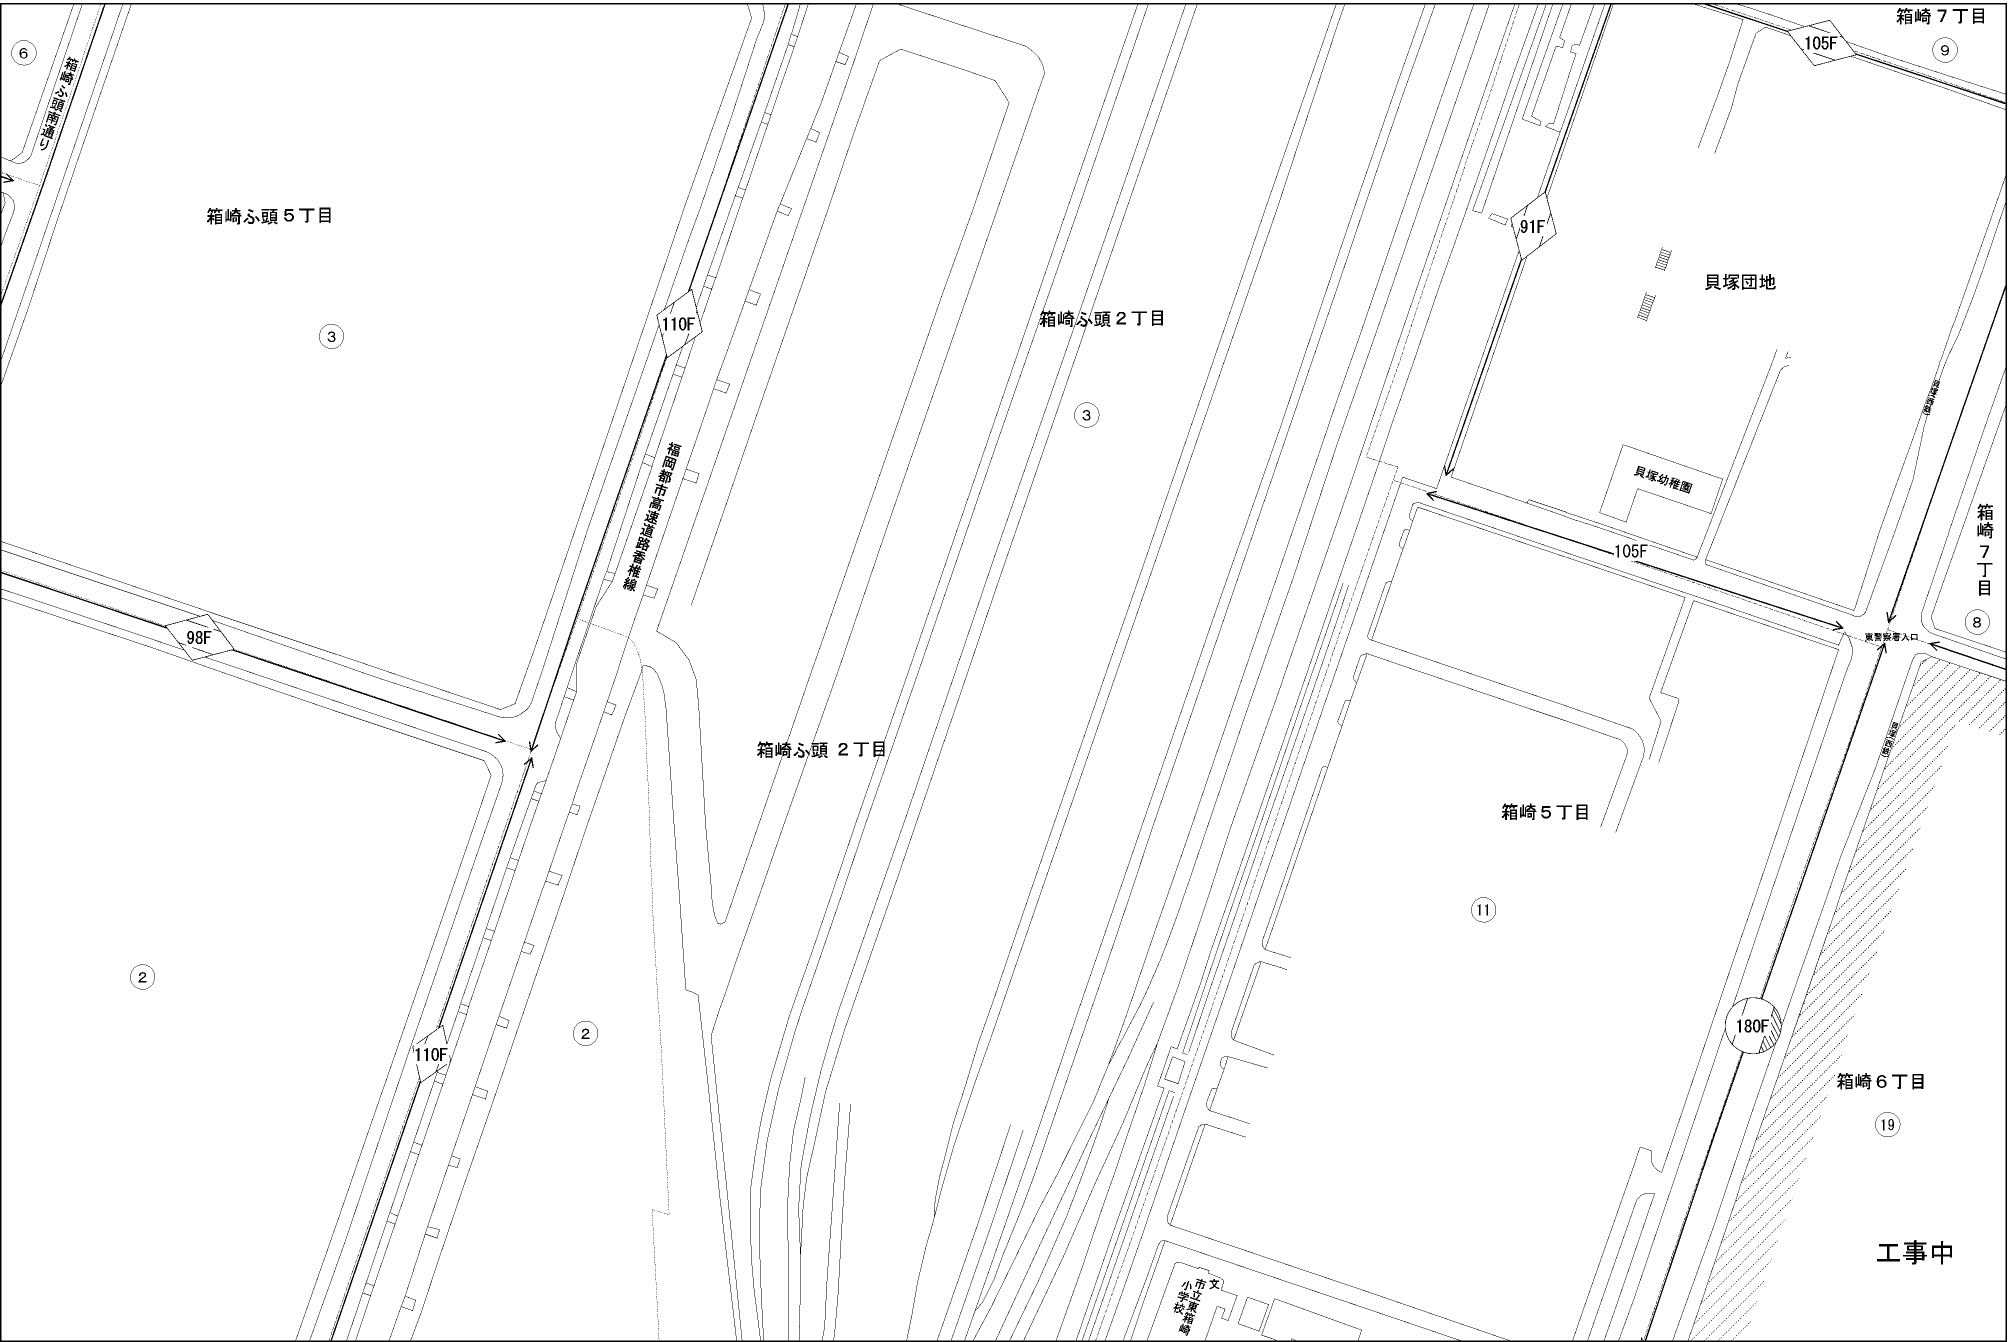 箱崎７丁目
⑥
105F
⑨
箱崎ふ頭南通り
箱崎ふ頭５丁目
91F
貝塚団地
110F
箱崎ふ頭２丁目
③
③
貝塚幼稚園
福岡都市高速道路香椎線
箱崎７丁目
105F
98F
⑧
東警察署入口
箱崎ふ頭２丁目
箱崎５丁目
⑪
②
②
180F
110F
箱崎６丁目
⑲
工事中
文
市立東箱崎
小学校